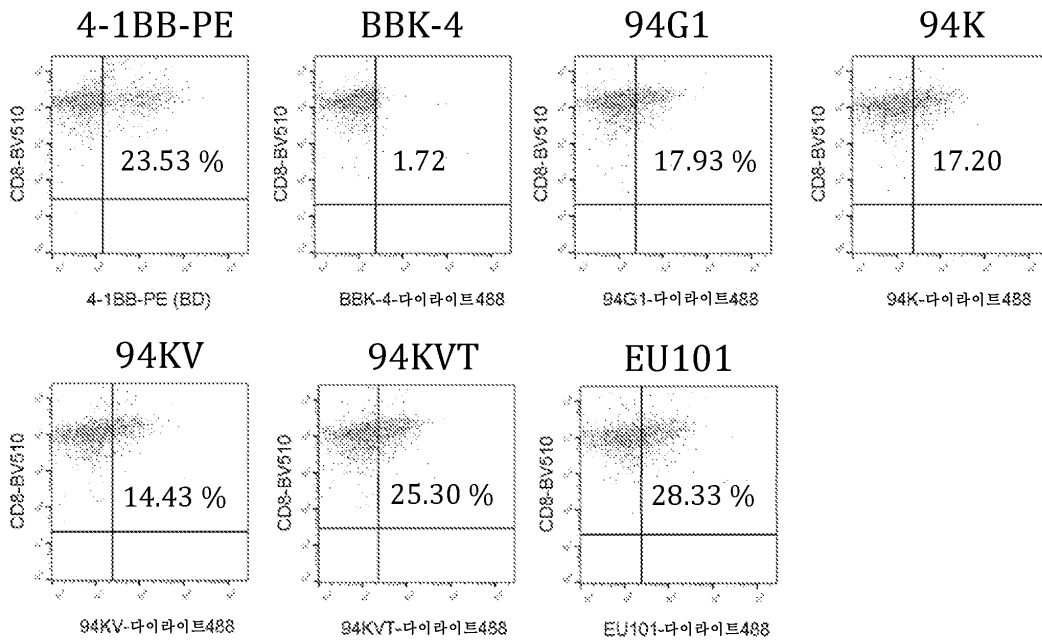 4-1BB-PE
BBK-4
94G1
94K
CD8-BV510
23.53 %
CD8-BV510
1.72
CD8-BV510
17.93 %
CD8-BV510
17.20
4-1BB-PE (BD)
BBK-4-다이라이트488
94G1-다이라이트488
94K-다이라이트488
94KV
94KVT
EU101
CD8-BV510
14.43 %
CD8-BV510
25.30 %
CD8-BV510
28.33 %
94KV-다이라이트488
94KVT-다이라이트488
EU101-다이라이트488